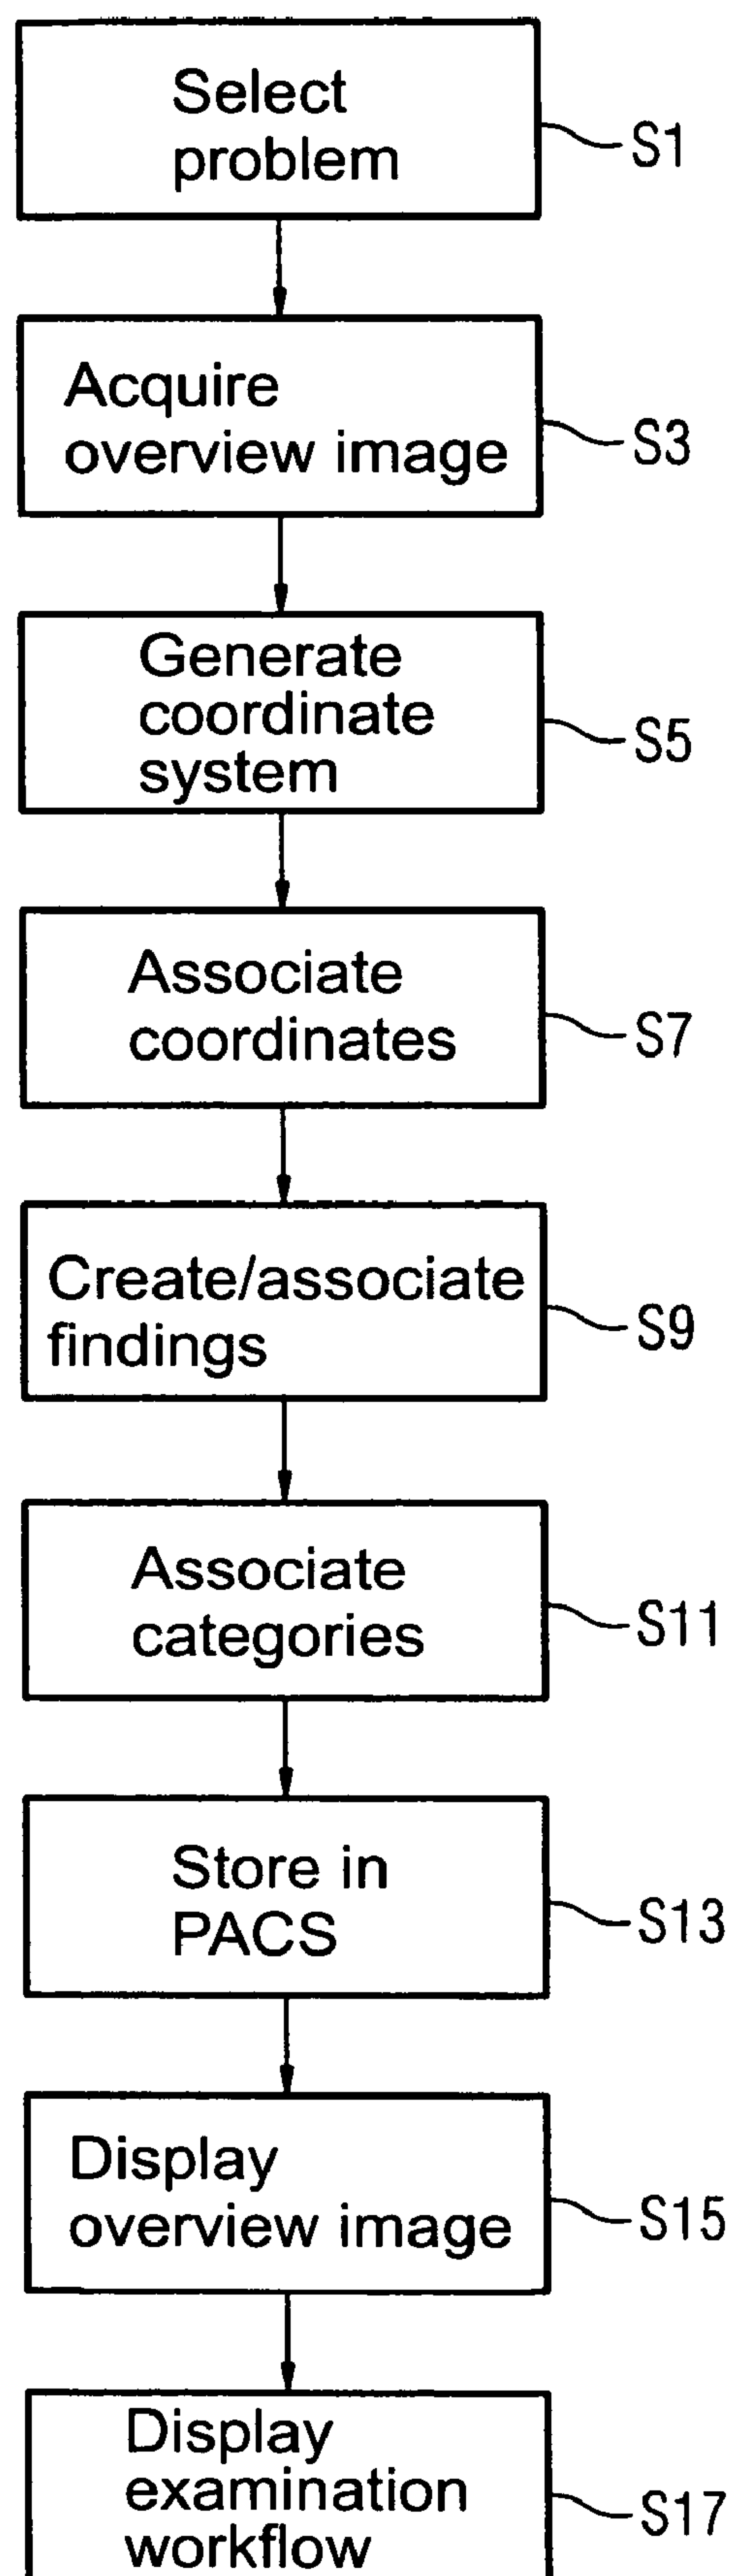 Select
problem
S1
Acquire
overview image
S3
Generate
coordinate
system
S5
Associate
coordinates
S7
Create/associate
findings
S9
Associate
categories
S11
Store in
PACS
S13
Display
overview image
S15
Display
examination
workflow
S17